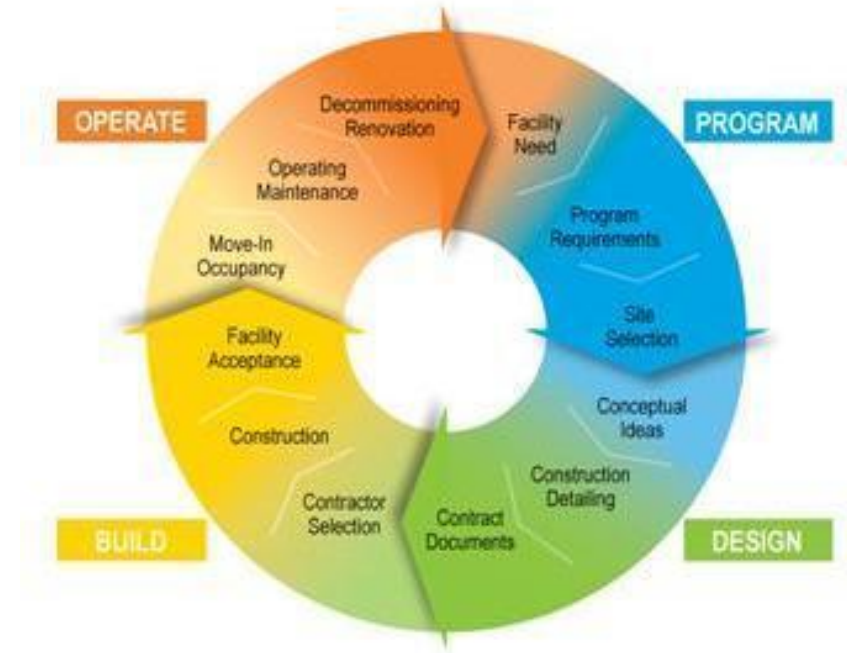 OPERATE
PROGRAM
Decommissioning
Renovation
Facility
Need
Operating
Maintenance
Program
Requirements
Move-In
Occupancy
Site
Selection
Facility
Acceptance
Conceptual
Ideas
Construction
Construction
Detailing
Contractor
Selection
Contract
Documents
BUILD
DESIGN